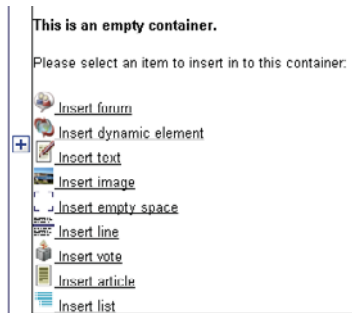 This is an empty container.
Please select an item to insert in to this container:
Insert forum
Insert dynamic element
Insert text
Insert image
Insert empty space
Insert line
Insert vote
Insert article
Insert list